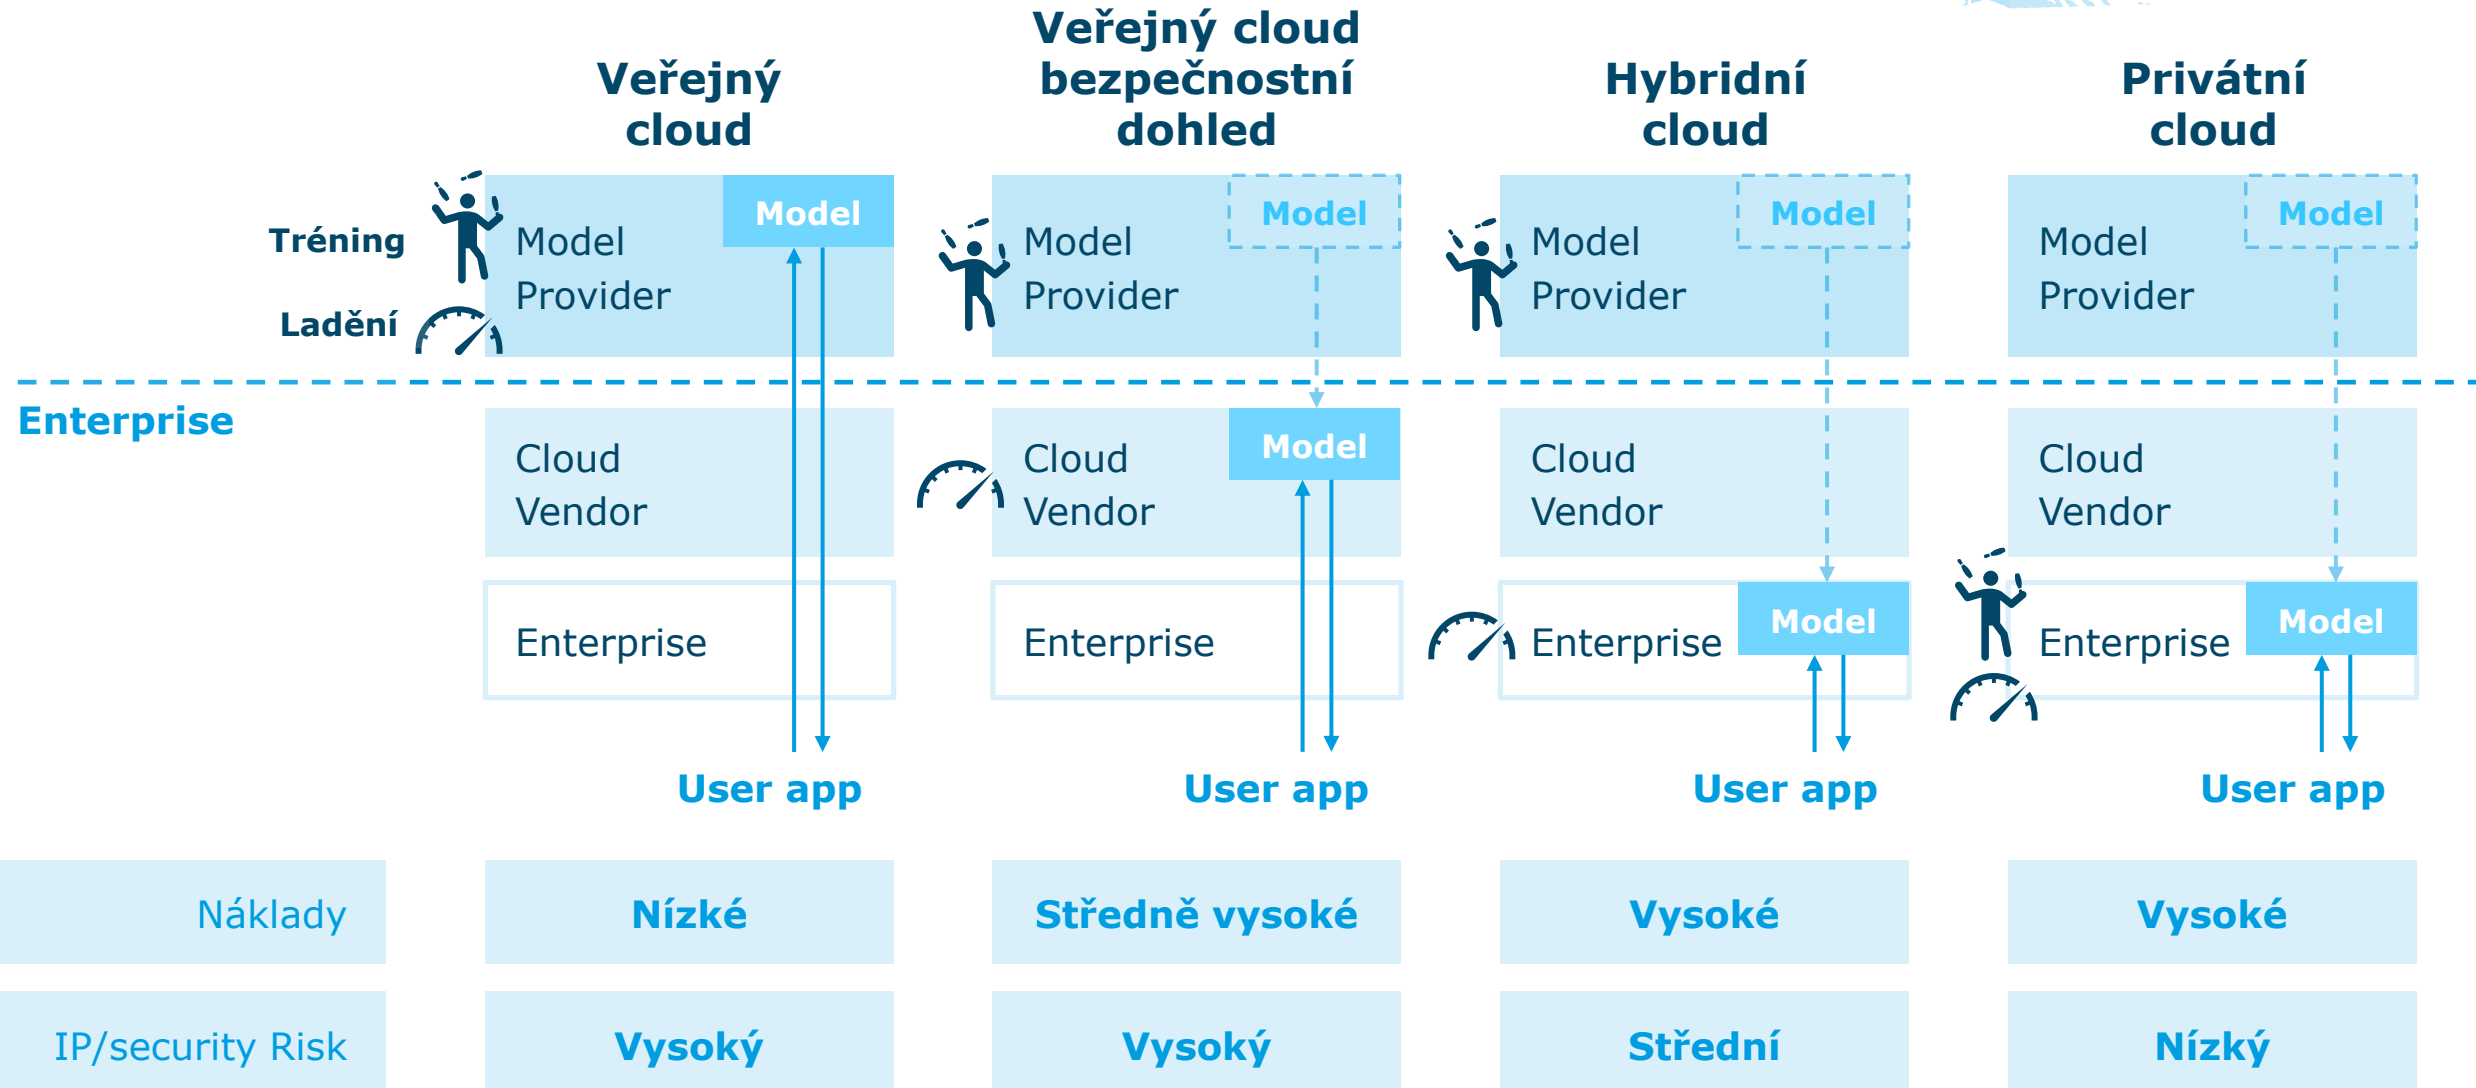 Veřejný
cloud
Veřejný cloud
bezpečnostní
dohled
Hybridní
cloud
Privátní
cloud
Tréning
Ladění
Model
Provider
Model
Model
Provider
Model
Model
Provider
Model
Model
Provider
Model
Enterprise
Cloud
Vendor
Cloud
Vendor
Model
Cloud
Vendor
Cloud
Vendor
Enterprise
Enterprise
Enterprise
Model
Enterprise
Model
User app
User app
User app
User app
Náklady
Nízké
Středně vysoké
Vysoké
Vysoké
IP/security Risk
Vysoký
Vysoký
Střední
Nízký